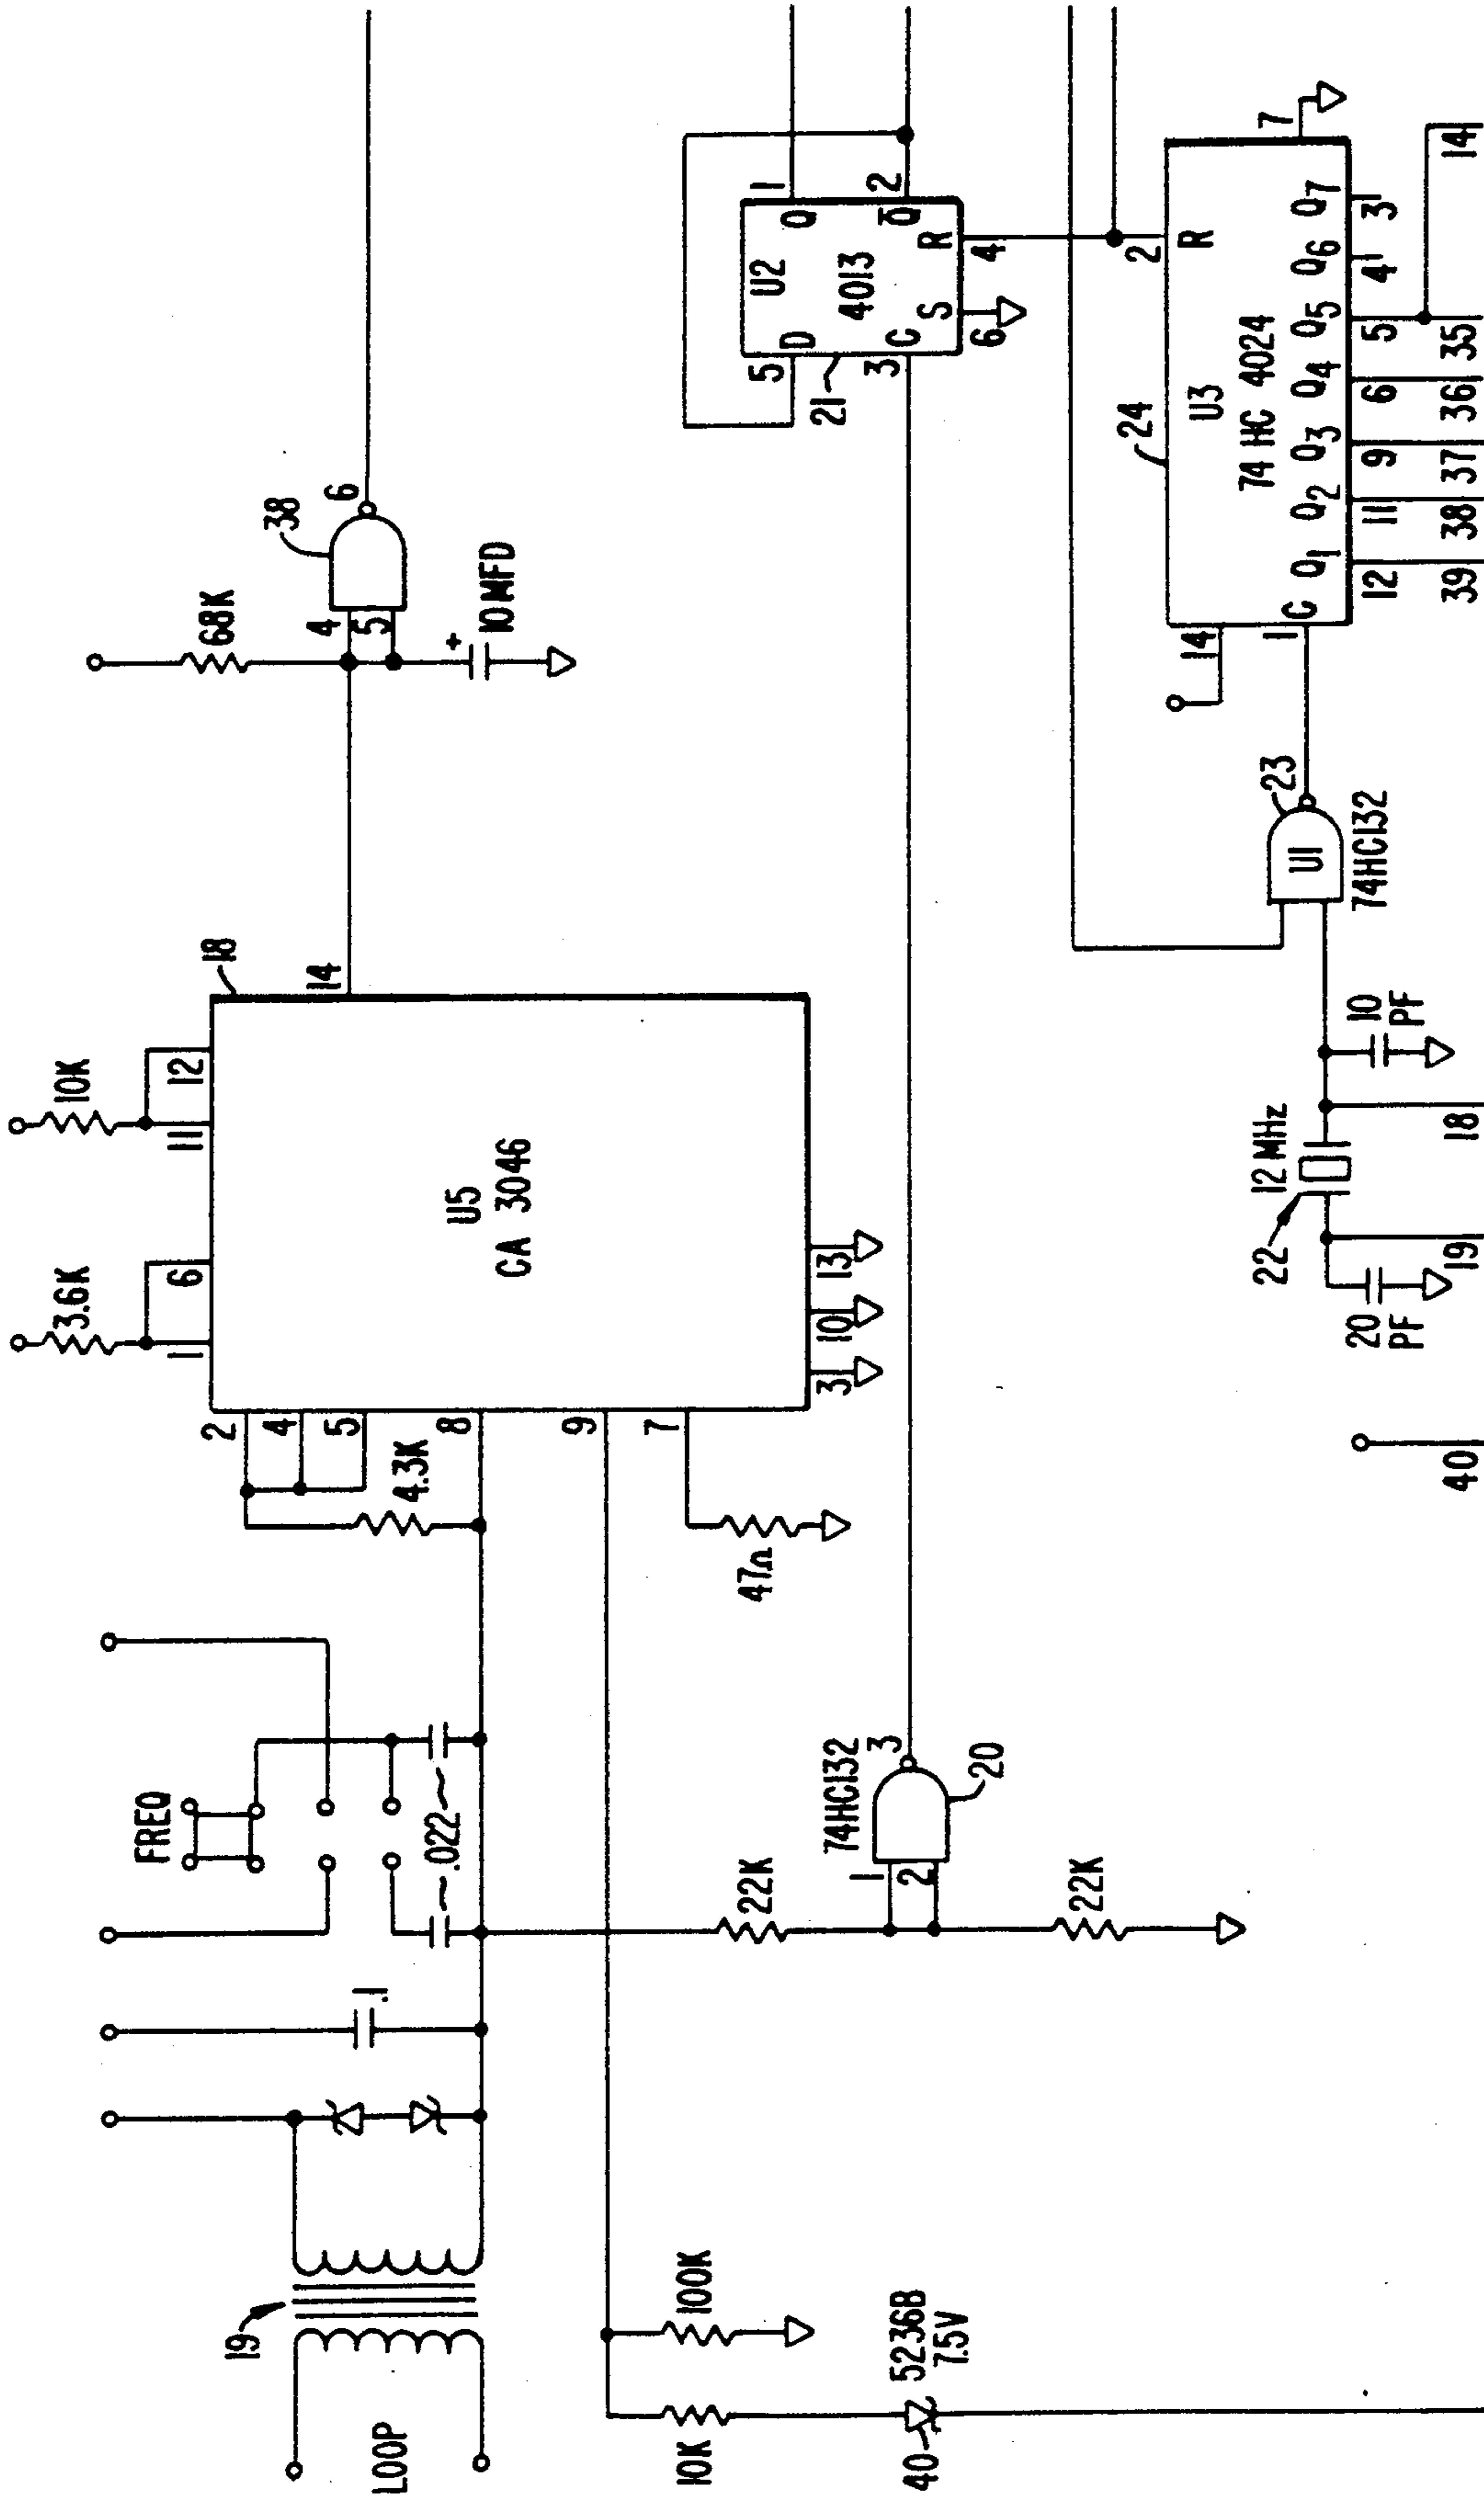 LOOP
19
.1
FREQ
.022
3.6K
10K
2
4
5
8
9
7
1
6
11
12
18
14
U5
CA 3046
3
10
13
4.3K
47Ω
68K
4
5
6
38
+
10 MFD
10K
100K
40
5236B
7.5V
22K
22K
1
2
74HC132
3
20
5
D
U2
4013
21
3
C
S
6
R
4
Q
1
Q̅
2
22
12 MHz
20
PF
10
PF
19
18
40
U1
23
74HC132
24
U3
74 HC 4024
14
1
C
R
2
7
Q1 Q2 Q3 Q4 Q5 Q6 Q7
12 11 9 6 5 4 3
39 38 37 36 35 14